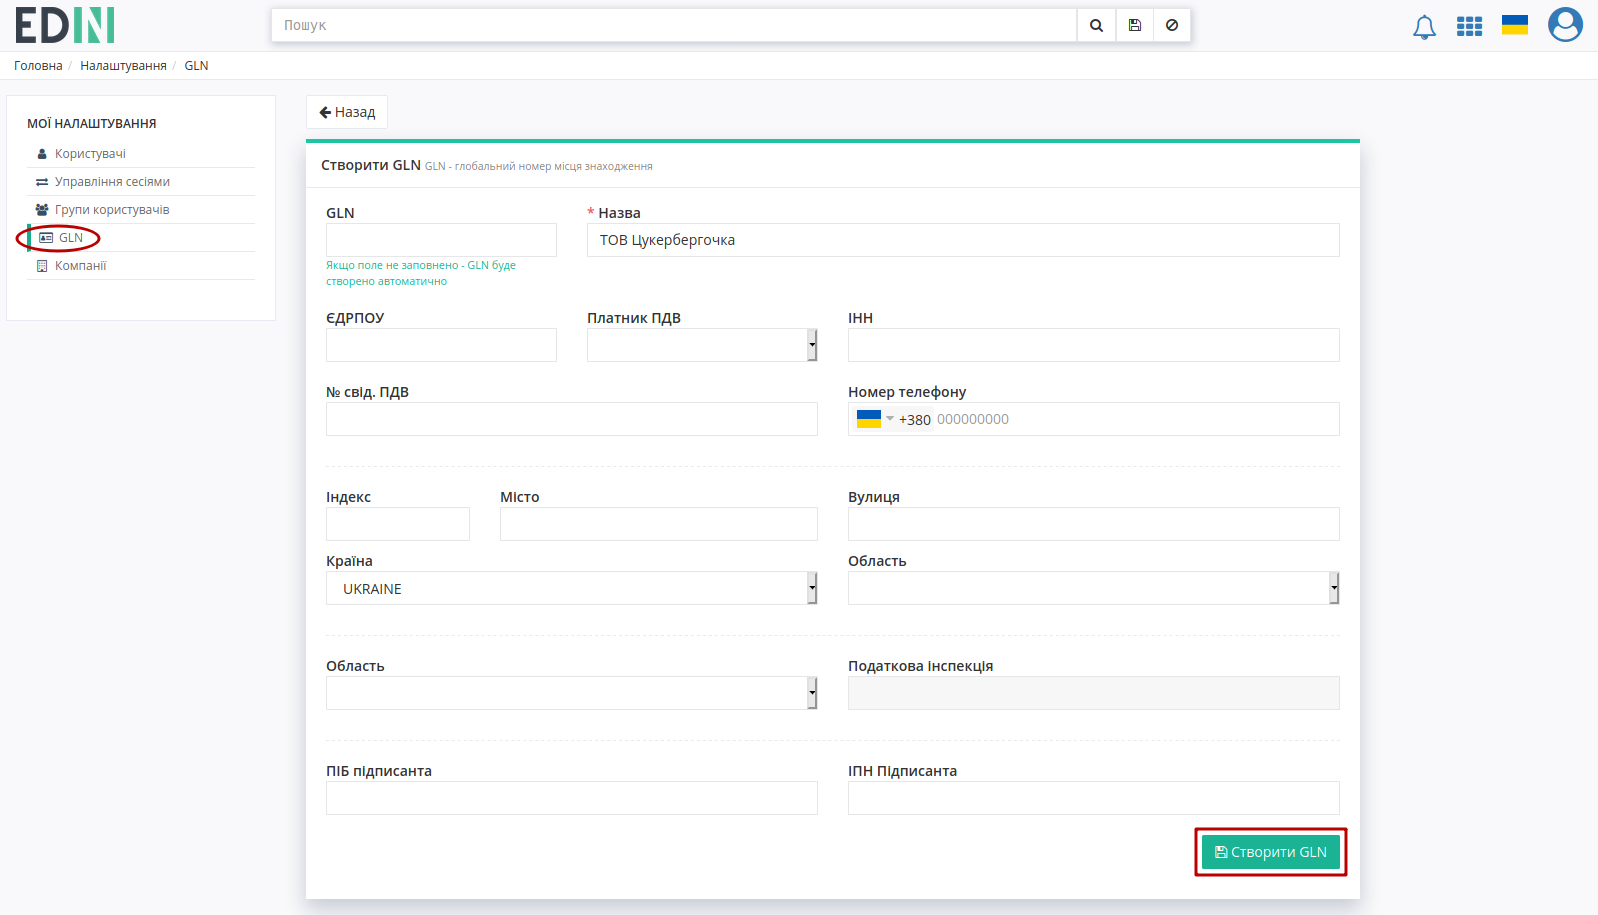 EDIN
Пошук
Головна / Налаштування / GLN
МОЇ НАЛАШТУВАННЯ
Користувачі
Управління сесіями
Групи користувачів
GLN
Компанії
Назад
Створити GLN GLN - глобальний номер місця знаходження
GLN
* Назва
ТОВ Цукербергочка
Якщо поле не заповнено - GLN буде
створено автоматично
ЄДРПОУ
Платник ПДВ
ІНН
№ свід. ПДВ
Номер телефону
+380 000000000
Індекс
Місто
Вулиця
Країна
Область
UKRAINE
Область
Податкова інспекція
ПІБ підписанта
ІПН Підписанта
Створити GLN